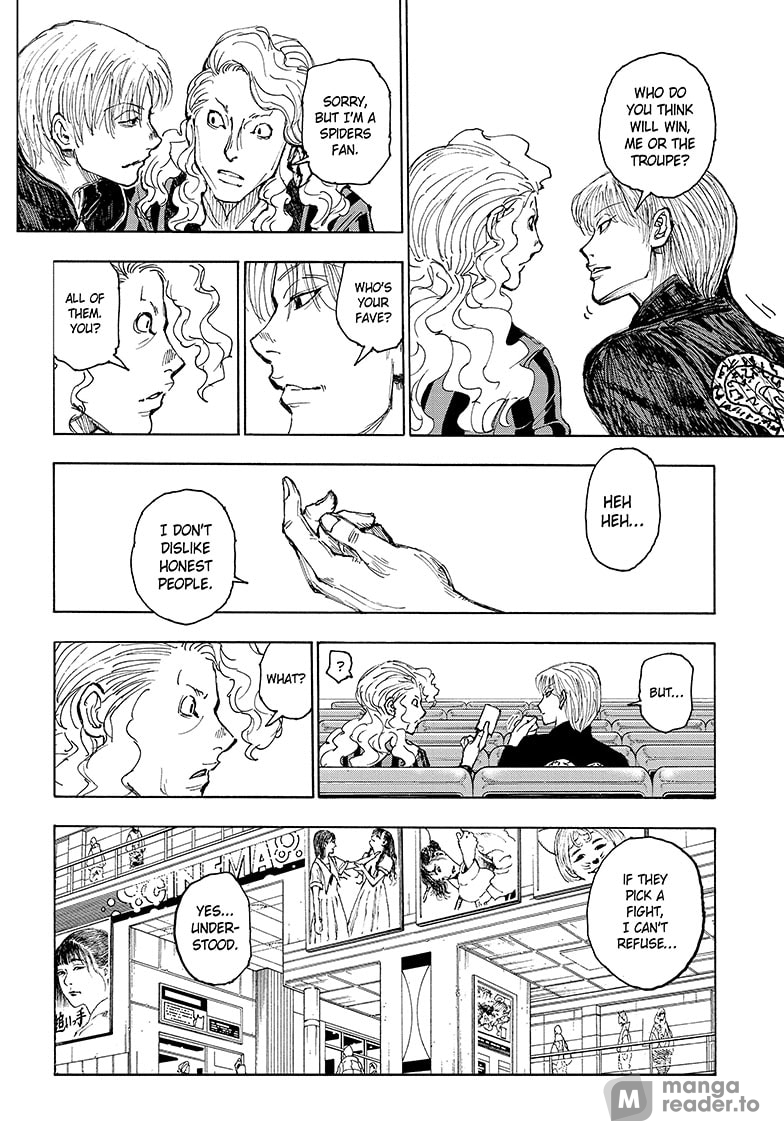 WHO DO
YOU THINK
WILL WIN,
ME OR THE
TROUPE?
SORRY,
BUT I'M A
SPIDERS
FAN.
WHO'S
YOUR
FAVE?
ALL OF
THEM.
YOU?
HEH
HEH...
I DON'T
DISLIKE
HONEST
PEOPLE.
BUT...
?
WHAT?
IF THEY
PICK A
FIGHT,
I CAN'T
REFUSE...
YES...
UNDER-
STOOD.
CINEMA
M manga
reader.to